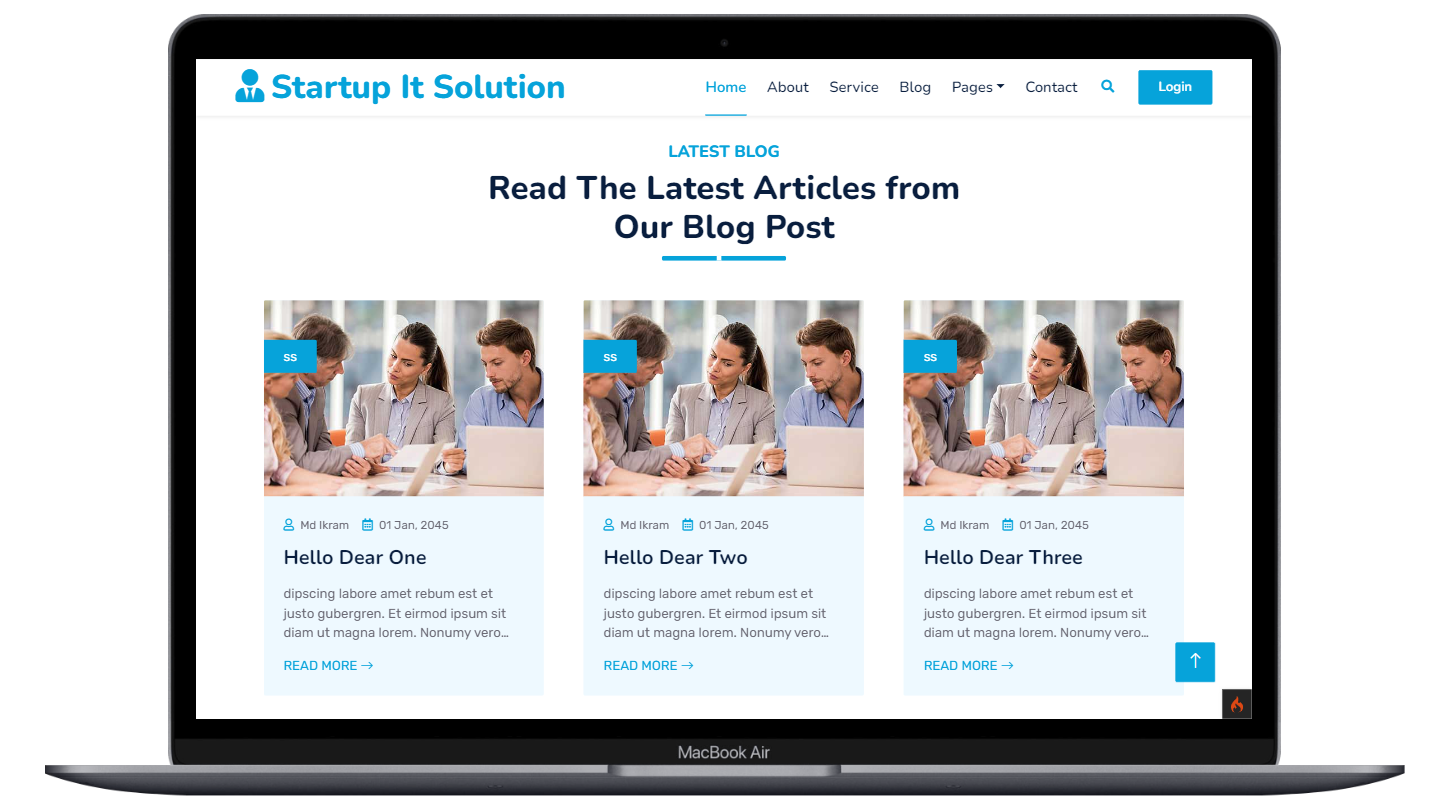 Startup It Solution
Home About Service Blog Pages Contact Login
LATEST BLOG
Read The Latest Articles from
Our Blog Post
ss ss ss
Md Ikram 01 Jan, 2045
Hello Dear One
dipscing labore amet rebum est et
justo gubergren. Et eirmod ipsum sit
diam ut magna lorem. Nonumy vero...
READ MORE →
Md Ikram 01 Jan, 2045
Hello Dear Two
dipscing labore amet rebum est et
justo gubergren. Et eirmod ipsum sit
diam ut magna lorem. Nonumy vero...
READ MORE →
Md Ikram 01 Jan, 2045
Hello Dear Three
dipscing labore amet rebum est et
justo gubergren. Et eirmod ipsum sit
diam ut magna lorem. Nonumy vero...
READ MORE →
MacBook Air